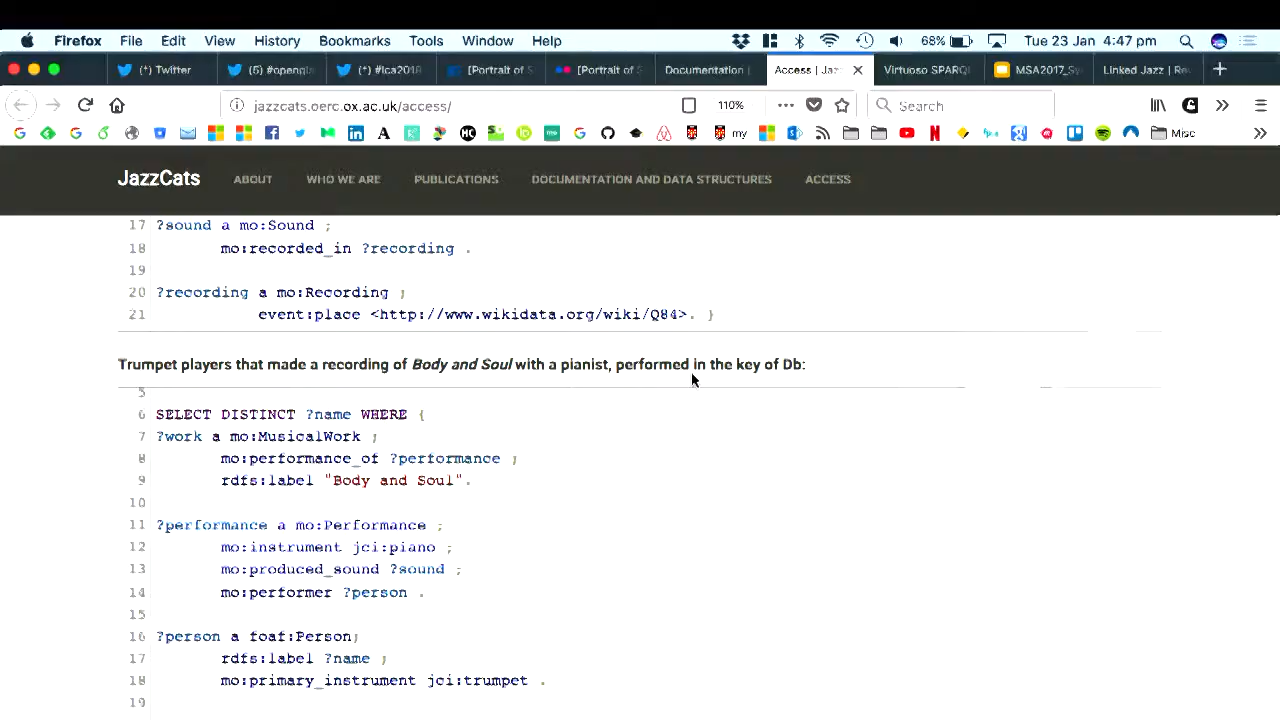 Firefox File Edit View History Bookmarks Tools Window Help 68% Tue 23 Jan 4:47 pm
(*) Twitter (5) #openglam (*) #lca2018 [Portrait of S [Portrait of S Documentation | Access | Jaz Virtuoso SPARQL MSA2017_Sy Linked Jazz | Re
jazzcats.oerc.ox.ac.uk/access/ 110% Search
my Misc
JazzCats ABOUT WHO WE ARE PUBLICATIONS DOCUMENTATION AND DATA STRUCTURES ACCESS
17 ?sound a mo:Sound ;
18 mo:recorded_in ?recording .
19
20 ?recording a mo:Recording ;
21 event:place <http://www.wikidata.org/wiki/Q84>. }
Trumpet players that made a recording of Body and Soul with a pianist, performed in the key of Db:
5
6 SELECT DISTINCT ?name WHERE {
7 ?work a mo:MusicalWork ;
8 mo:performance_of ?performance ;
9 rdfs:label "Body and Soul".
10
11 ?performance a mo:Performance ;
12 mo:instrument jci:piano ;
13 mo:produced_sound ?sound ;
14 mo:performer ?person .
15
16 ?person a foaf:Person;
17 rdfs:label ?name ;
18 mo:primary_instrument jci:trumpet .
19